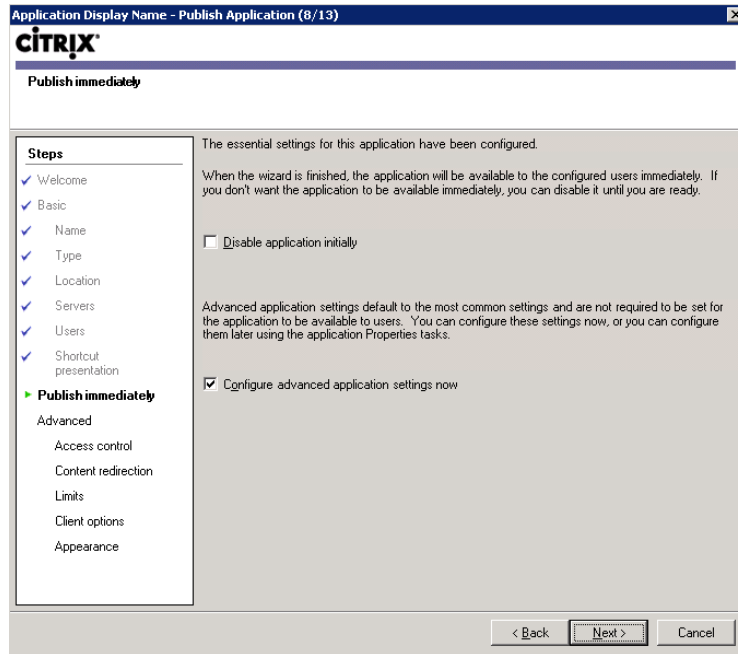 Application Display Name - Publish Application (8/13)
CİTRIX
Publish immediately
Steps
Welcome
Basic
Name
Type
Location
Servers
Users
Shortcut
presentation
Publish immediately
Advanced
Access control
Content redirection
Limits
Client options
Appearance
The essential settings for this application have been configured.
When the wizard is finished, the application will be available to the configured users immediately. If
you don't want the application to be available immediately, you can disable it until you are ready.
Disable application initially
Advanced application settings default to the most common settings and are not required to be set for
the application to be available to users. You can configure these settings now, or you can configure
them later using the application Properties tasks.
Configure advanced application settings now
< Back
Next >
Cancel